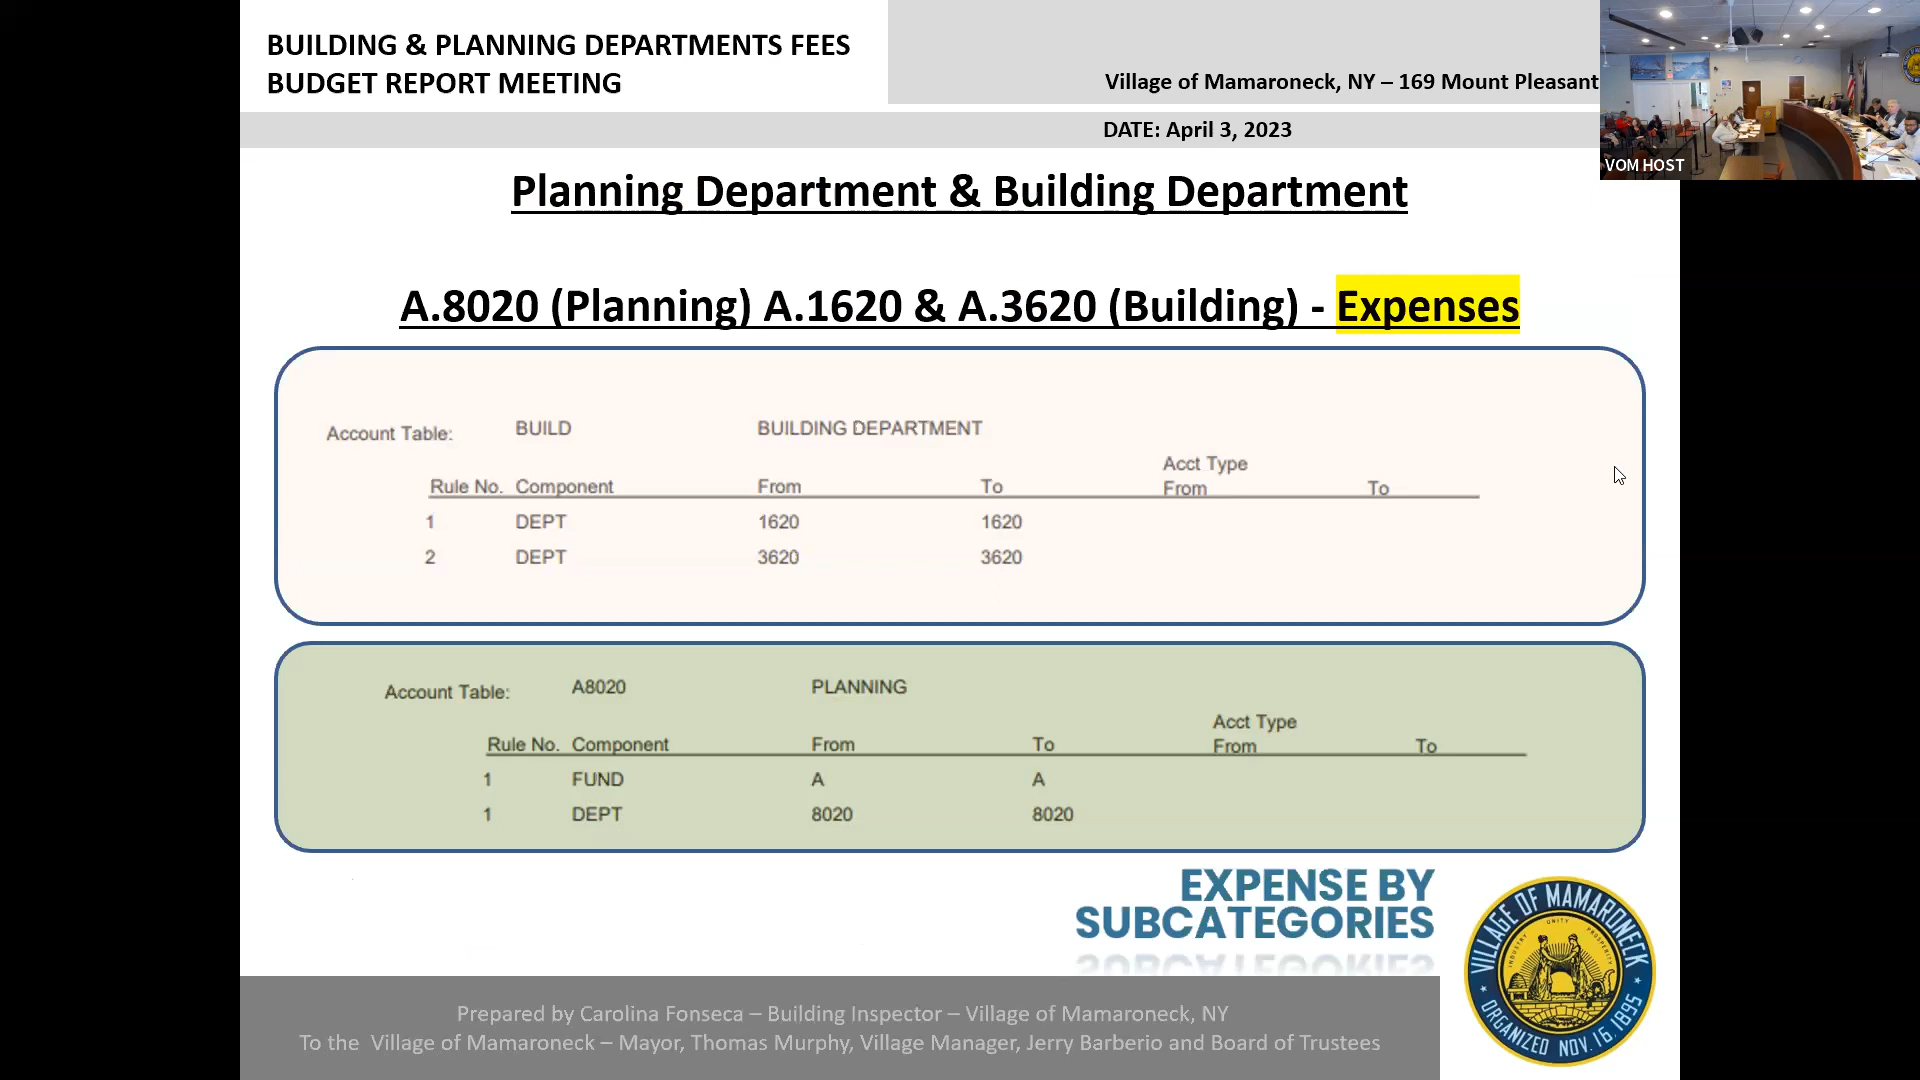 BUILDING & PLANNING DEPARTMENTS FEES
BUDGET REPORT MEETING
Village of Mamaroneck, NY – 169 Mount Pleasant
DATE: April 3, 2023
VOM HOST
Planning Department & Building Department
A.8020 (Planning) A.1620 & A.3620 (Building) - Expenses
Account Table: BUILD BUILDING DEPARTMENT
Acct Type
Rule No. Component From To From To
1 DEPT 1620 1620
2 DEPT 3620 3620
Account Table: A8020 PLANNING
Acct Type
Rule No. Component From To From To
1 FUND A A
1 DEPT 8020 8020
EXPENSE BY
SUBCATEGORIES
VILLAGE OF MAMARONECK
INDUSTRY UNITY PROSPERITY
ORGANIZED NOV. 16, 1895
Prepared by Carolina Fonseca – Building Inspector – Village of Mamaroneck, NY
To the Village of Mamaroneck – Mayor, Thomas Murphy, Village Manager, Jerry Barberio and Board of Trustees